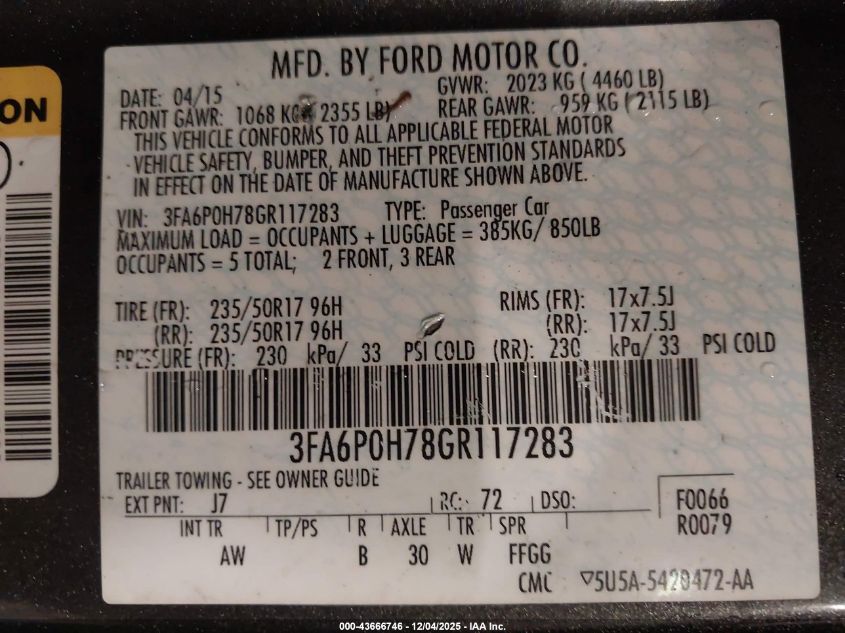 ON
MFD. BY FORD MOTOR CO.
DATE: 04/15 GVWR: 2023 KG ( 4460 LB)
FRONT GAWR: 1068 KG( 2355 LB) REAR GAWR: 959 KG ( 2115 LB)
THIS VEHICLE CONFORMS TO ALL APPLICABLE FEDERAL MOTOR
VEHICLE SAFETY, BUMPER, AND THEFT PREVENTION STANDARDS
IN EFFECT ON THE DATE OF MANUFACTURE SHOWN ABOVE.
VIN: 3FA6P0H78GR117283 TYPE: Passenger Car
MAXIMUM LOAD = OCCUPANTS + LUGGAGE = 385KG/ 850LB
OCCUPANTS = 5 TOTAL; 2 FRONT, 3 REAR
TIRE (FR): 235/50R17 96H RIMS (FR): 17x7.5J
(RR): 235/50R17 96H (RR): 17x7.5J
PRESSURE (FR): 230 kPa/ 33 PSI COLD (RR): 230 kPa/ 33 PSI COLD
3FA6P0H78GR117283
TRAILER TOWING - SEE OWNER GUIDE
EXT PNT: J7 RC: 72 DSO: F0066
R0079
INT TR TP/PS R AXLE TR SPR
AW B 30 W FFGG
CMC ▽5U5A-5420472-AA
000-43666746 - 12/04/2025 - IAA Inc.